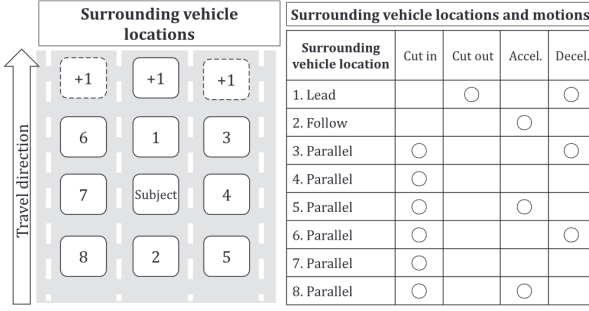 Surrounding vehicle
locations
+1 +1 +1
6 1 3
7 Subject 4
8 2 5
Travel direction
Surrounding vehicle locations and motions
Surrounding
vehicle location Cut in Cut out Accel. Decel.
1. Lead
2. Follow
3. Parallel
4. Parallel
5. Parallel
6. Parallel
7. Parallel
8. Parallel